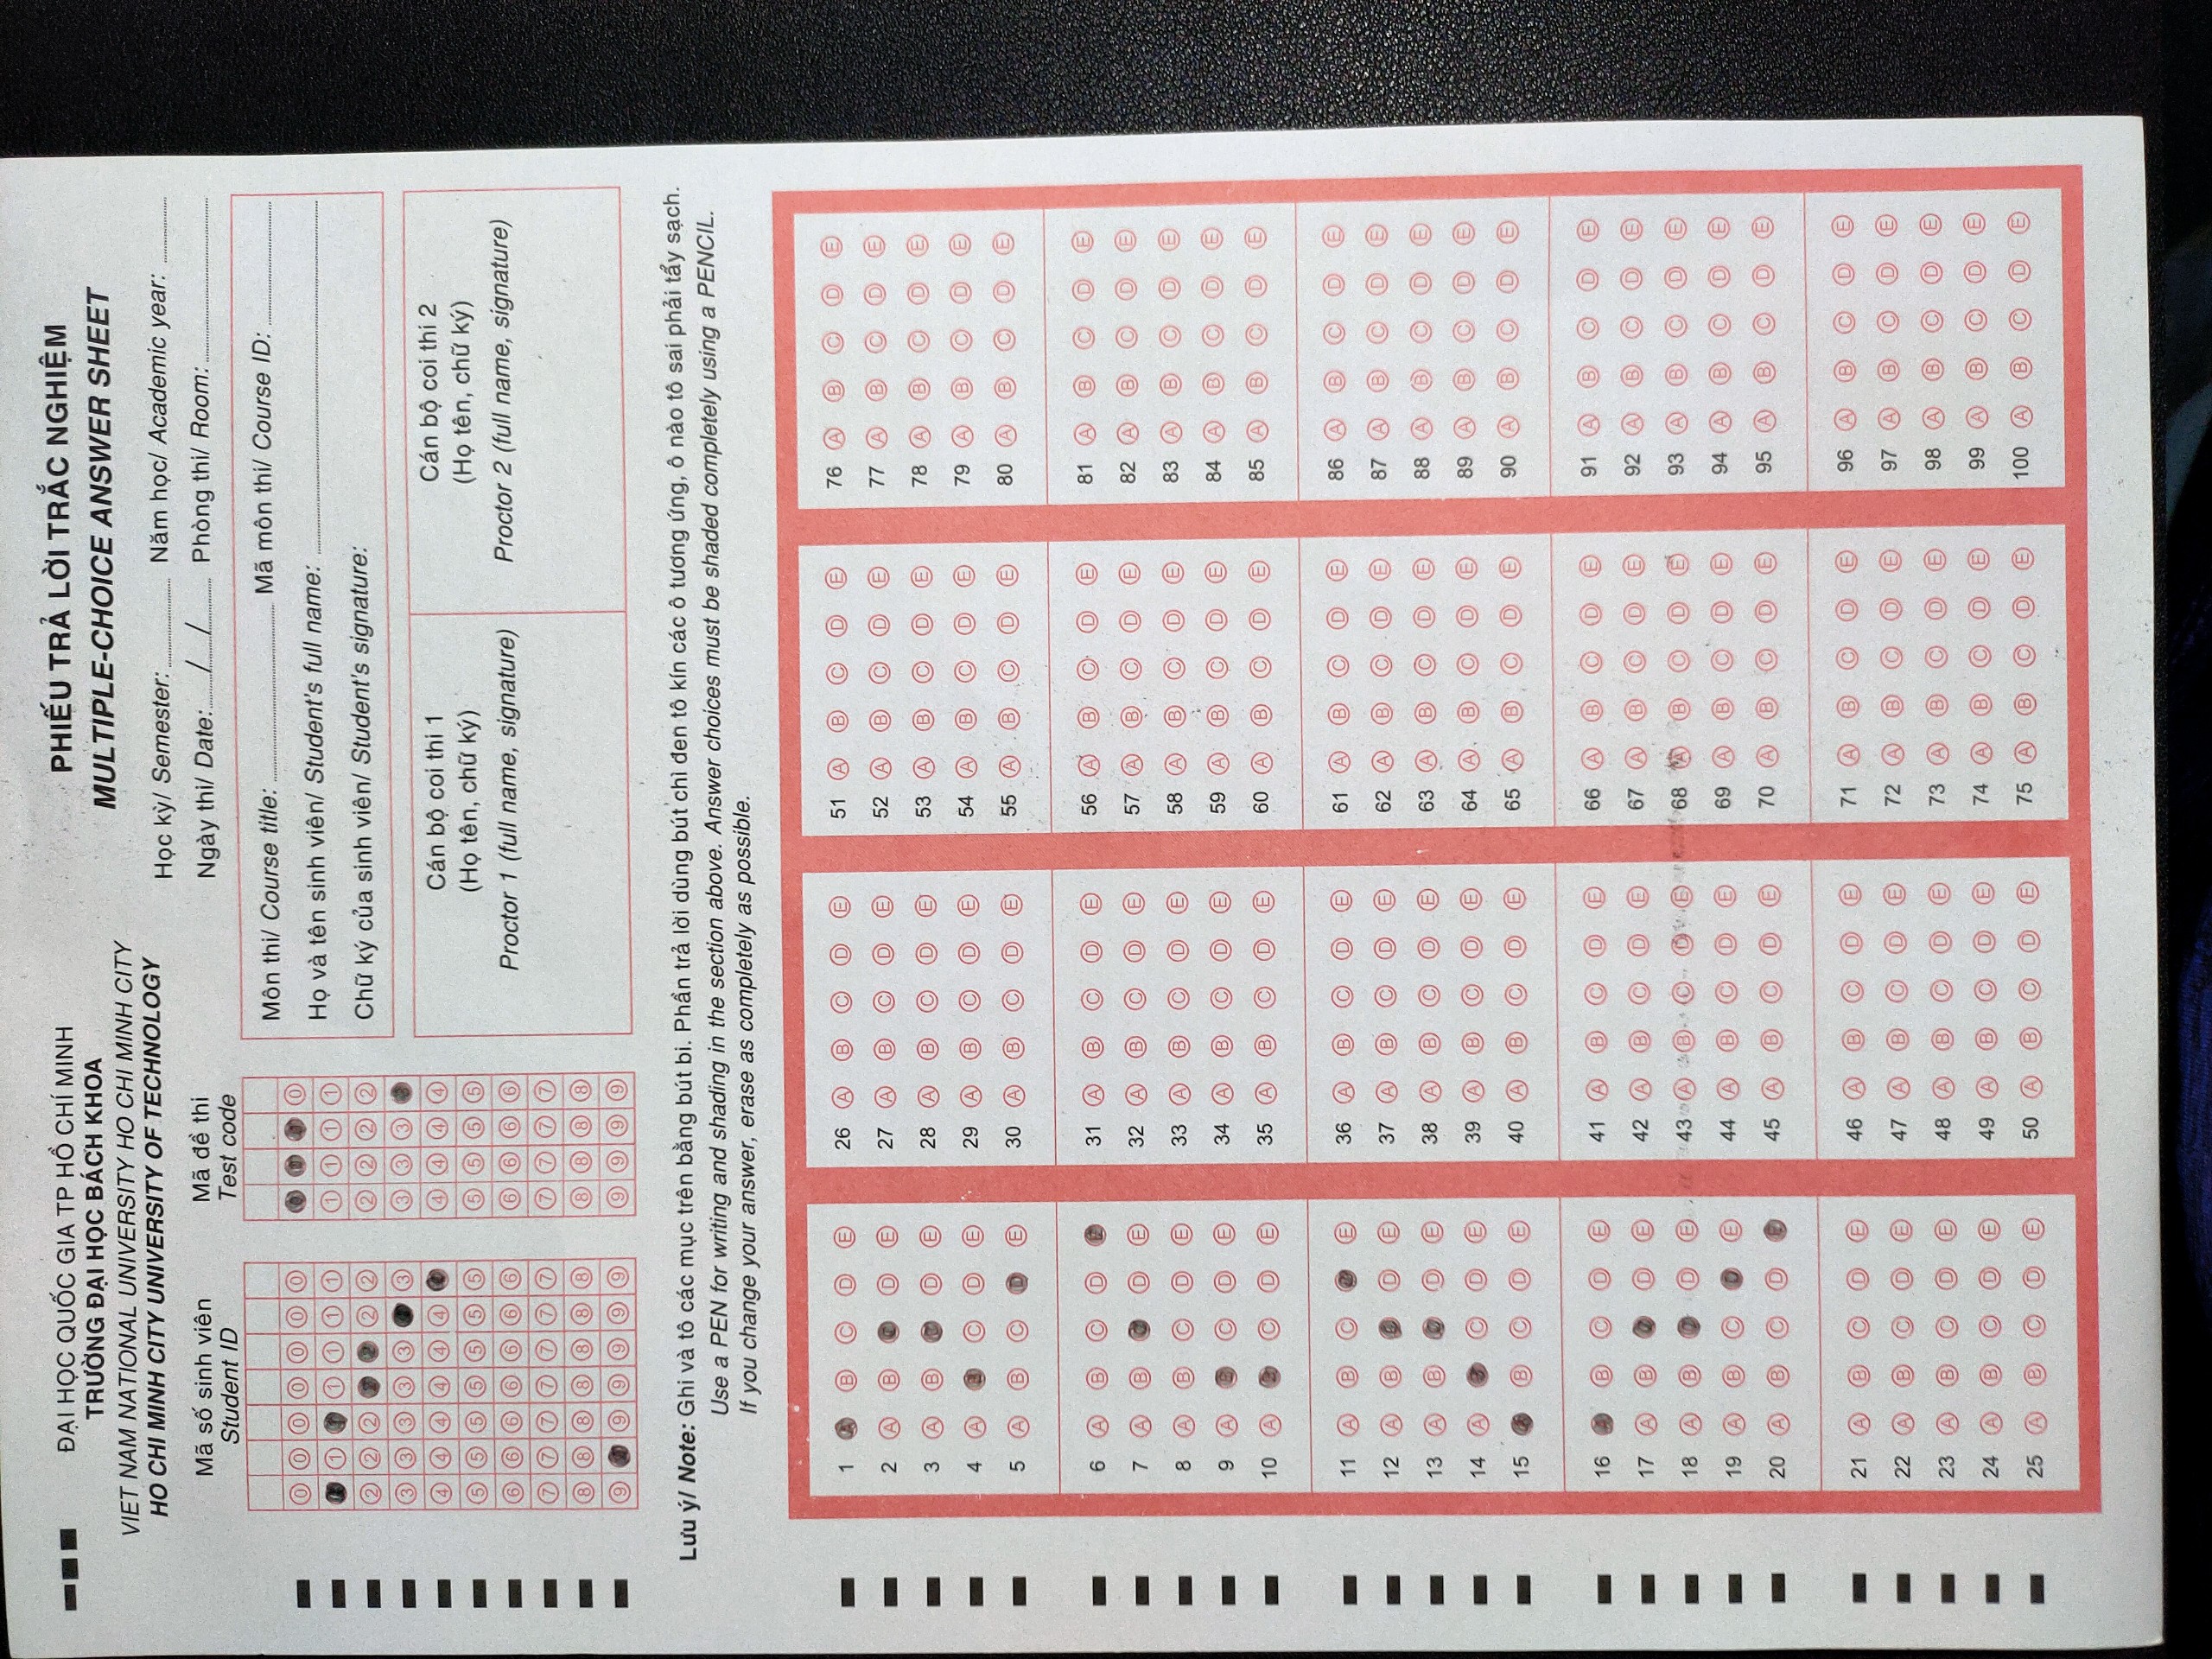 ĐẠI HỌC QUỐC GIA TP HỒ CHÍ MINH
TRƯỜNG ĐẠI HỌC BÁCH KHOA
VIET NAM NATIONAL UNIVERSITY HO CHI MINH CITY
HO CHI MINH CITY UNIVERSITY OF TECHNOLOGY
PHIẾU TRẢ LỜI TRẮC NGHIỆM
MULTIPLE-CHOICE ANSWER SHEET
Học kỳ/ Semester: Năm học/ Academic year:
Ngày thi/ Date: / / Phòng thi/ Room:
Mã số sinh viên
Student ID
Mã đề thi
Test code
0 0 0 0 0 0 0 0 0 0 0
1 1 1 1 1 1 1 1 1 1
2 2 2 2 2 2 2 2 2 2 2
3 3 3 3 3 3 3 3 3 3
4 4 4 4 4 4 4 4 4 4
5 5 5 5 5 5 5 5 5 5 5
6 6 6 6 6 6 6 6 6 6 6
7 7 7 7 7 7 7 7 7 7 7
8 8 8 8 8 8 8 8 8 8 8
9 9 9 9 9 9 9 9 9 9
Môn thi/ Course title: Mã môn thi/ Course ID:
Họ và tên sinh viên/ Student's full name:
Chữ ký của sinh viên/ Student's signature:
Cán bộ coi thi 1
(Họ tên, chữ ký)
Proctor 1 (full name, signature)
Cán bộ coi thi 2
(Họ tên, chữ ký)
Proctor 2 (full name, signature)
Lưu ý/ Note: Ghi và tô các mục trên bằng bút bi. Phần trả lời dùng bút chì đen tô kín các ô tương ứng, ô nào tô sai phải tẩy sạch.
Use a PEN for writing and shading in the section above. Answer choices must be shaded completely using a PENCIL.
If you change your answer, erase as completely as possible.
1 A B C D E
2 A B C D E
3 A B C D E
4 A B C D E
5 A B C D E
6 A B C D E
7 A B C D E
8 A B C D E
9 A B C D E
10 A B C D E
11 A B C D E
12 A B C D E
13 A B C D E
14 A B C D E
15 A B C D E
16 A B C D E
17 A B C D E
18 A B C D E
19 A B C D E
20 A B C D E
21 A B C D E
22 A B C D E
23 A B C D E
24 A B C D E
25 A B C D E
26 A B C D E
27 A B C D E
28 A B C D E
29 A B C D E
30 A B C D E
31 A B C D E
32 A B C D E
33 A B C D E
34 A B C D E
35 A B C D E
36 A B C D E
37 A B C D E
38 A B C D E
39 A B C D E
40 A B C D E
41 A B C D E
42 A B C D E
43 A B C D E
44 A B C D E
45 A B C D E
46 A B C D E
47 A B C D E
48 A B C D E
49 A B C D E
50 A B C D E
51 A B C D E
52 A B C D E
53 A B C D E
54 A B C D E
55 A B C D E
56 A B C D E
57 A B C D E
58 A B C D E
59 A B C D E
60 A B C D E
61 A B C D E
62 A B C D E
63 A B C D E
64 A B C D E
65 A B C D E
66 A B C D E
67 A B C D E
68 A B C D E
69 A B C D E
70 A B C D E
71 A B C D E
72 A B C D E
73 A B C D E
74 A B C D E
75 A B C D E
76 A B C D E
77 A B C D E
78 A B C D E
79 A B C D E
80 A B C D E
81 A B C D E
82 A B C D E
83 A B C D E
84 A B C D E
85 A B C D E
86 A B C D E
87 A B C D E
88 A B C D E
89 A B C D E
90 A B C D E
91 A B C D E
92 A B C D E
93 A B C D E
94 A B C D E
95 A B C D E
96 A B C D E
97 A B C D E
98 A B C D E
99 A B C D E
100 A B C D E